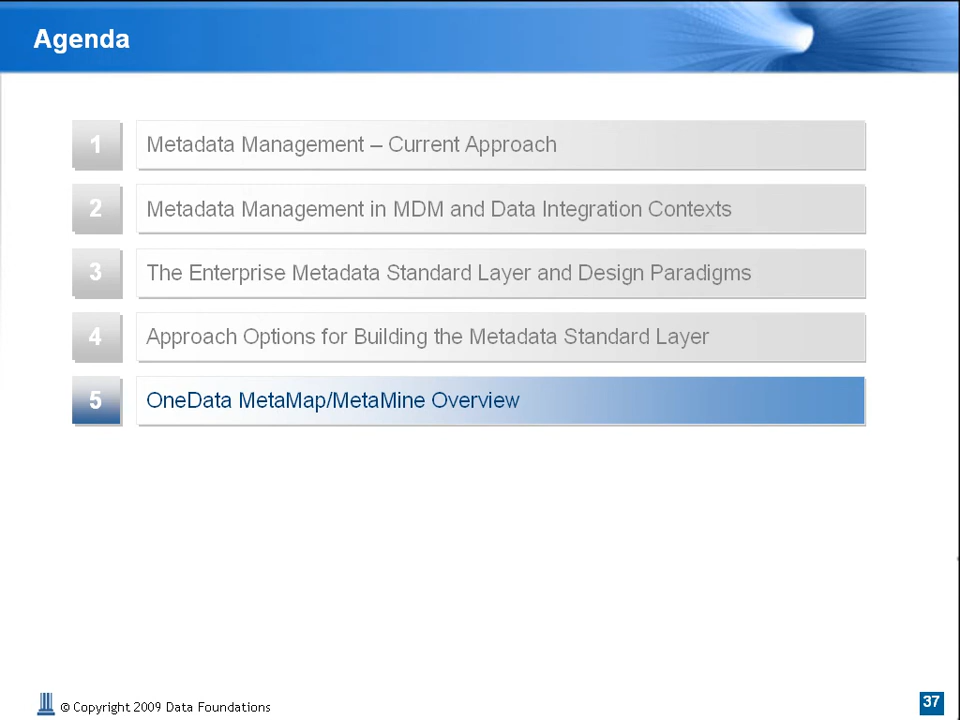 Agenda
1 Metadata Management – Current Approach
2 Metadata Management in MDM and Data Integration Contexts
3 The Enterprise Metadata Standard Layer and Design Paradigms
4 Approach Options for Building the Metadata Standard Layer
5 OneData MetaMap/MetaMine Overview
© Copyright 2009 Data Foundations
37